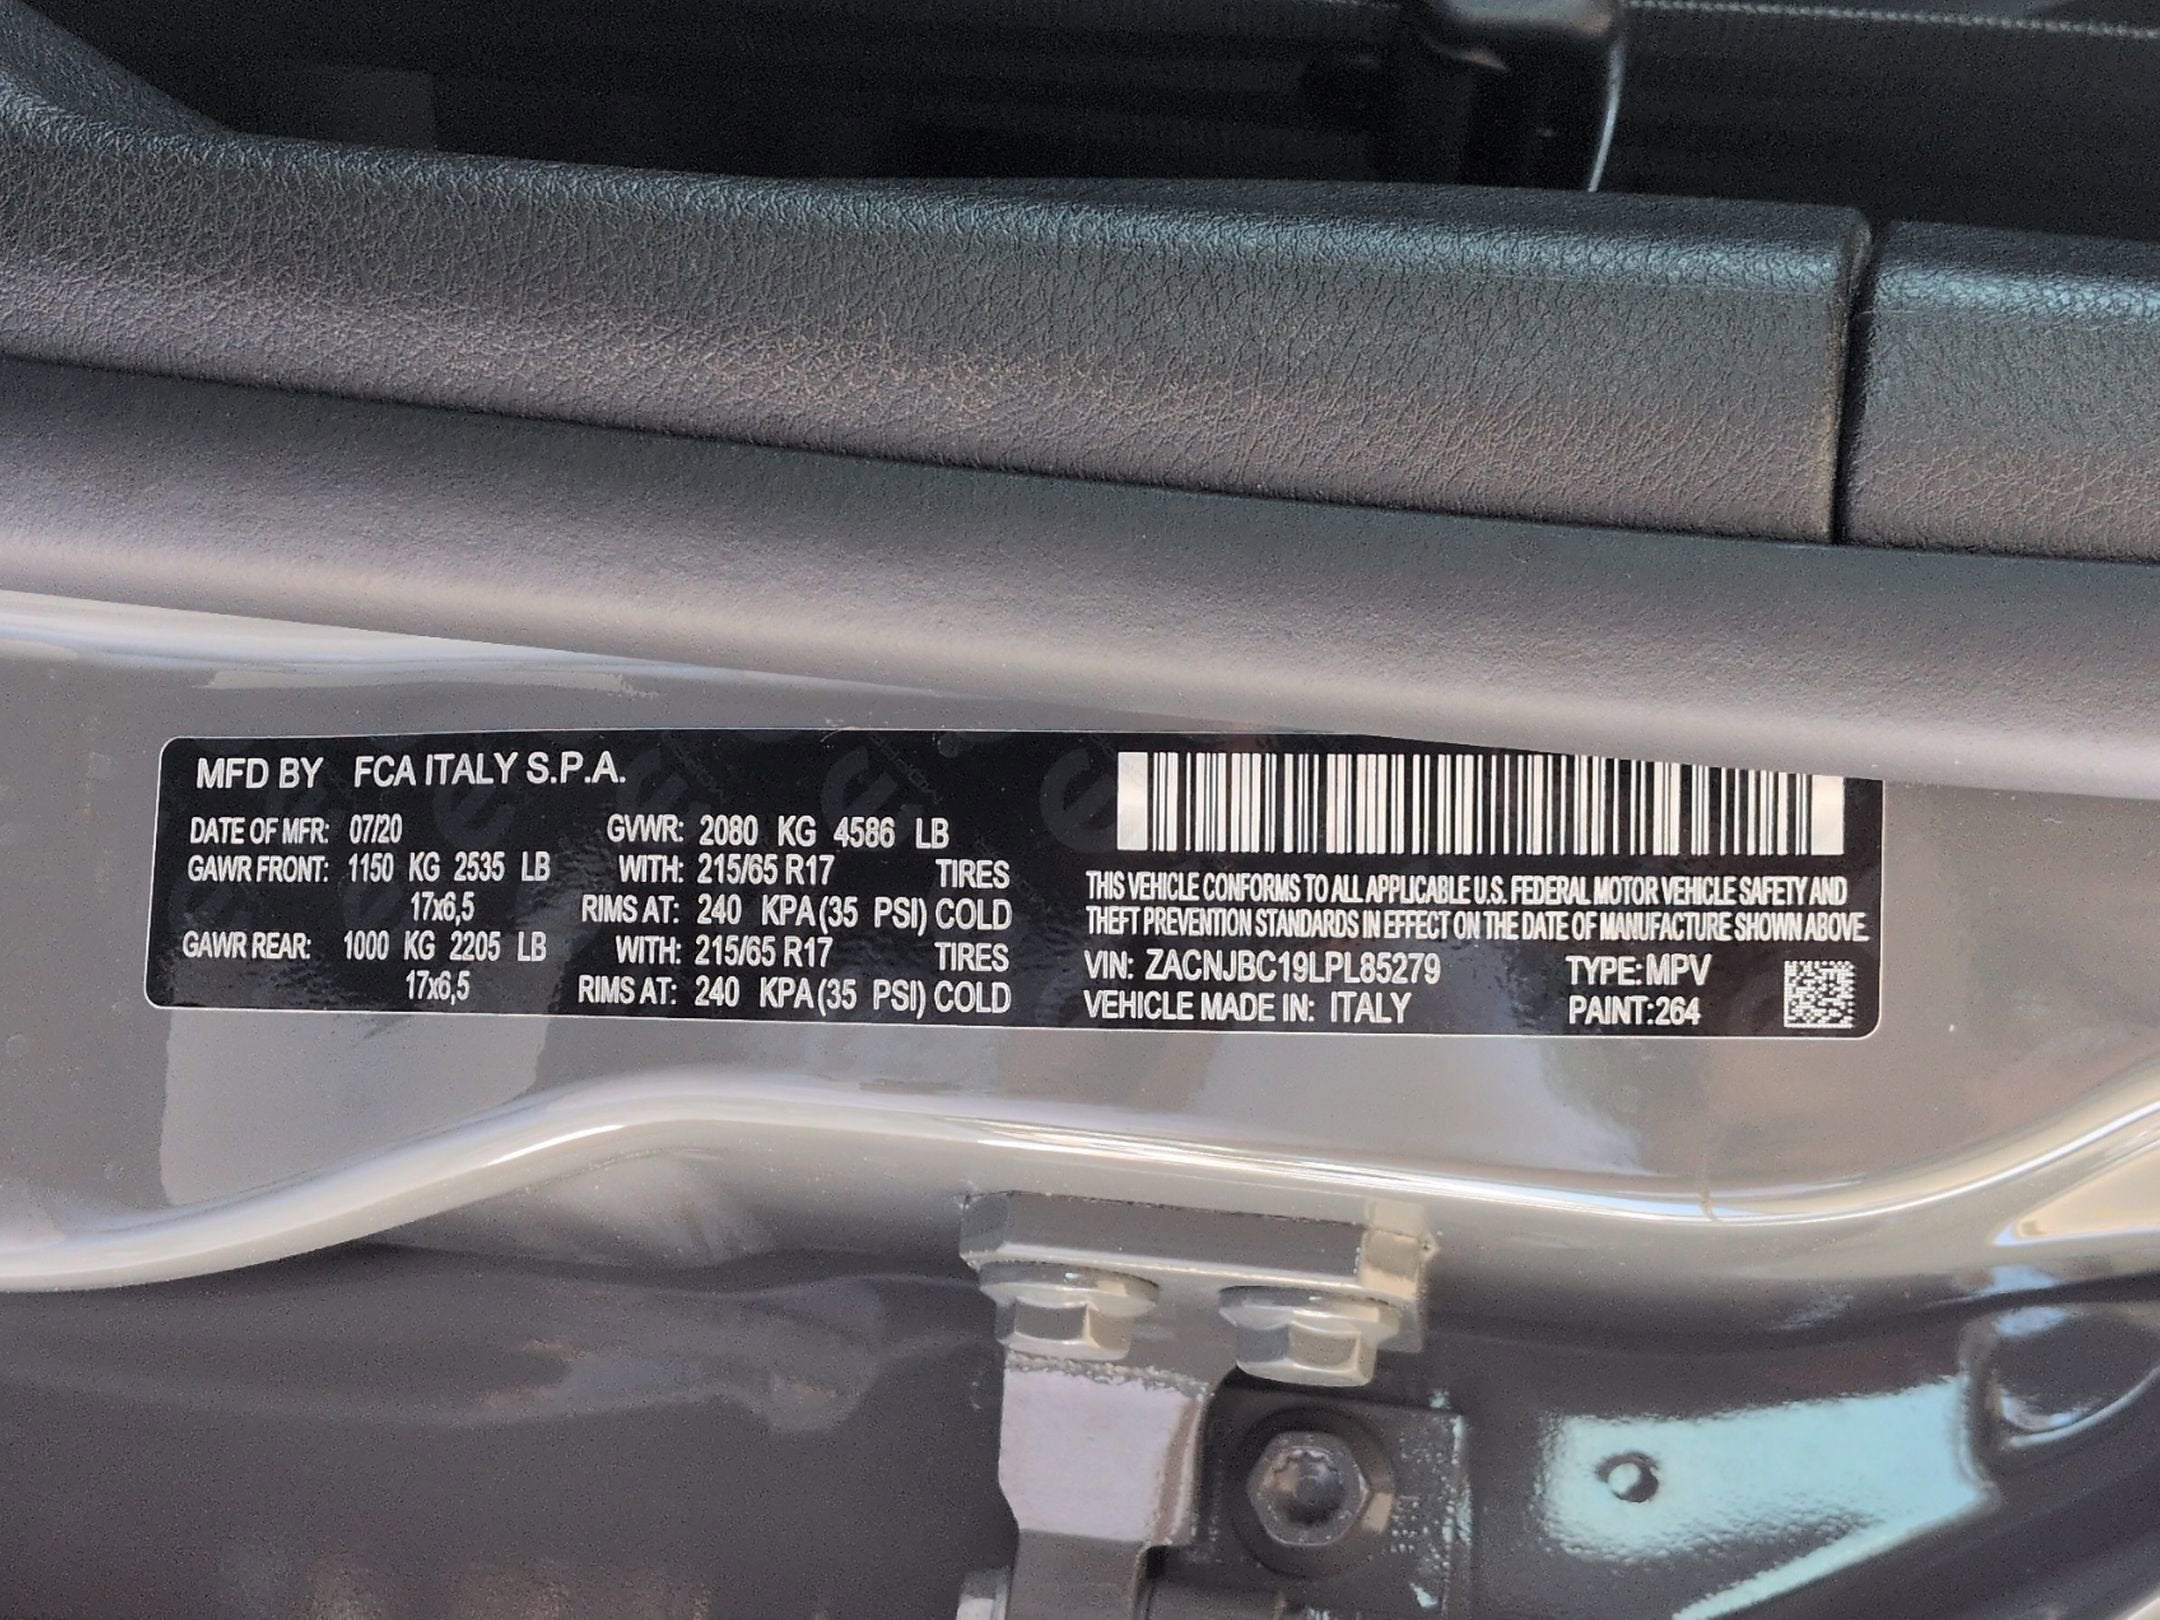 MFD BY FCA ITALY S.P.A.
DATE OF MFR: 07/20 GVWR: 2080 KG 4586 LB
GAWR FRONT: 1150 KG 2535 LB WITH: 215/65 R17 TIRES
17x6,5 RIMS AT: 240 KPA (35 PSI) COLD
GAWR REAR: 1000 KG 2205 LB WITH: 215/65 R17 TIRES
17x6,5 RIMS AT: 240 KPA (35 PSI) COLD
THIS VEHICLE CONFORMS TO ALL APPLICABLE U.S. FEDERAL MOTOR VEHICLE SAFETY AND
THEFT PREVENTION STANDARDS IN EFFECT ON THE DATE OF MANUFACTURE SHOWN ABOVE.
VIN: ZACNJBC19LPL85279 TYPE: MPV
VEHICLE MADE IN: ITALY PAINT:264